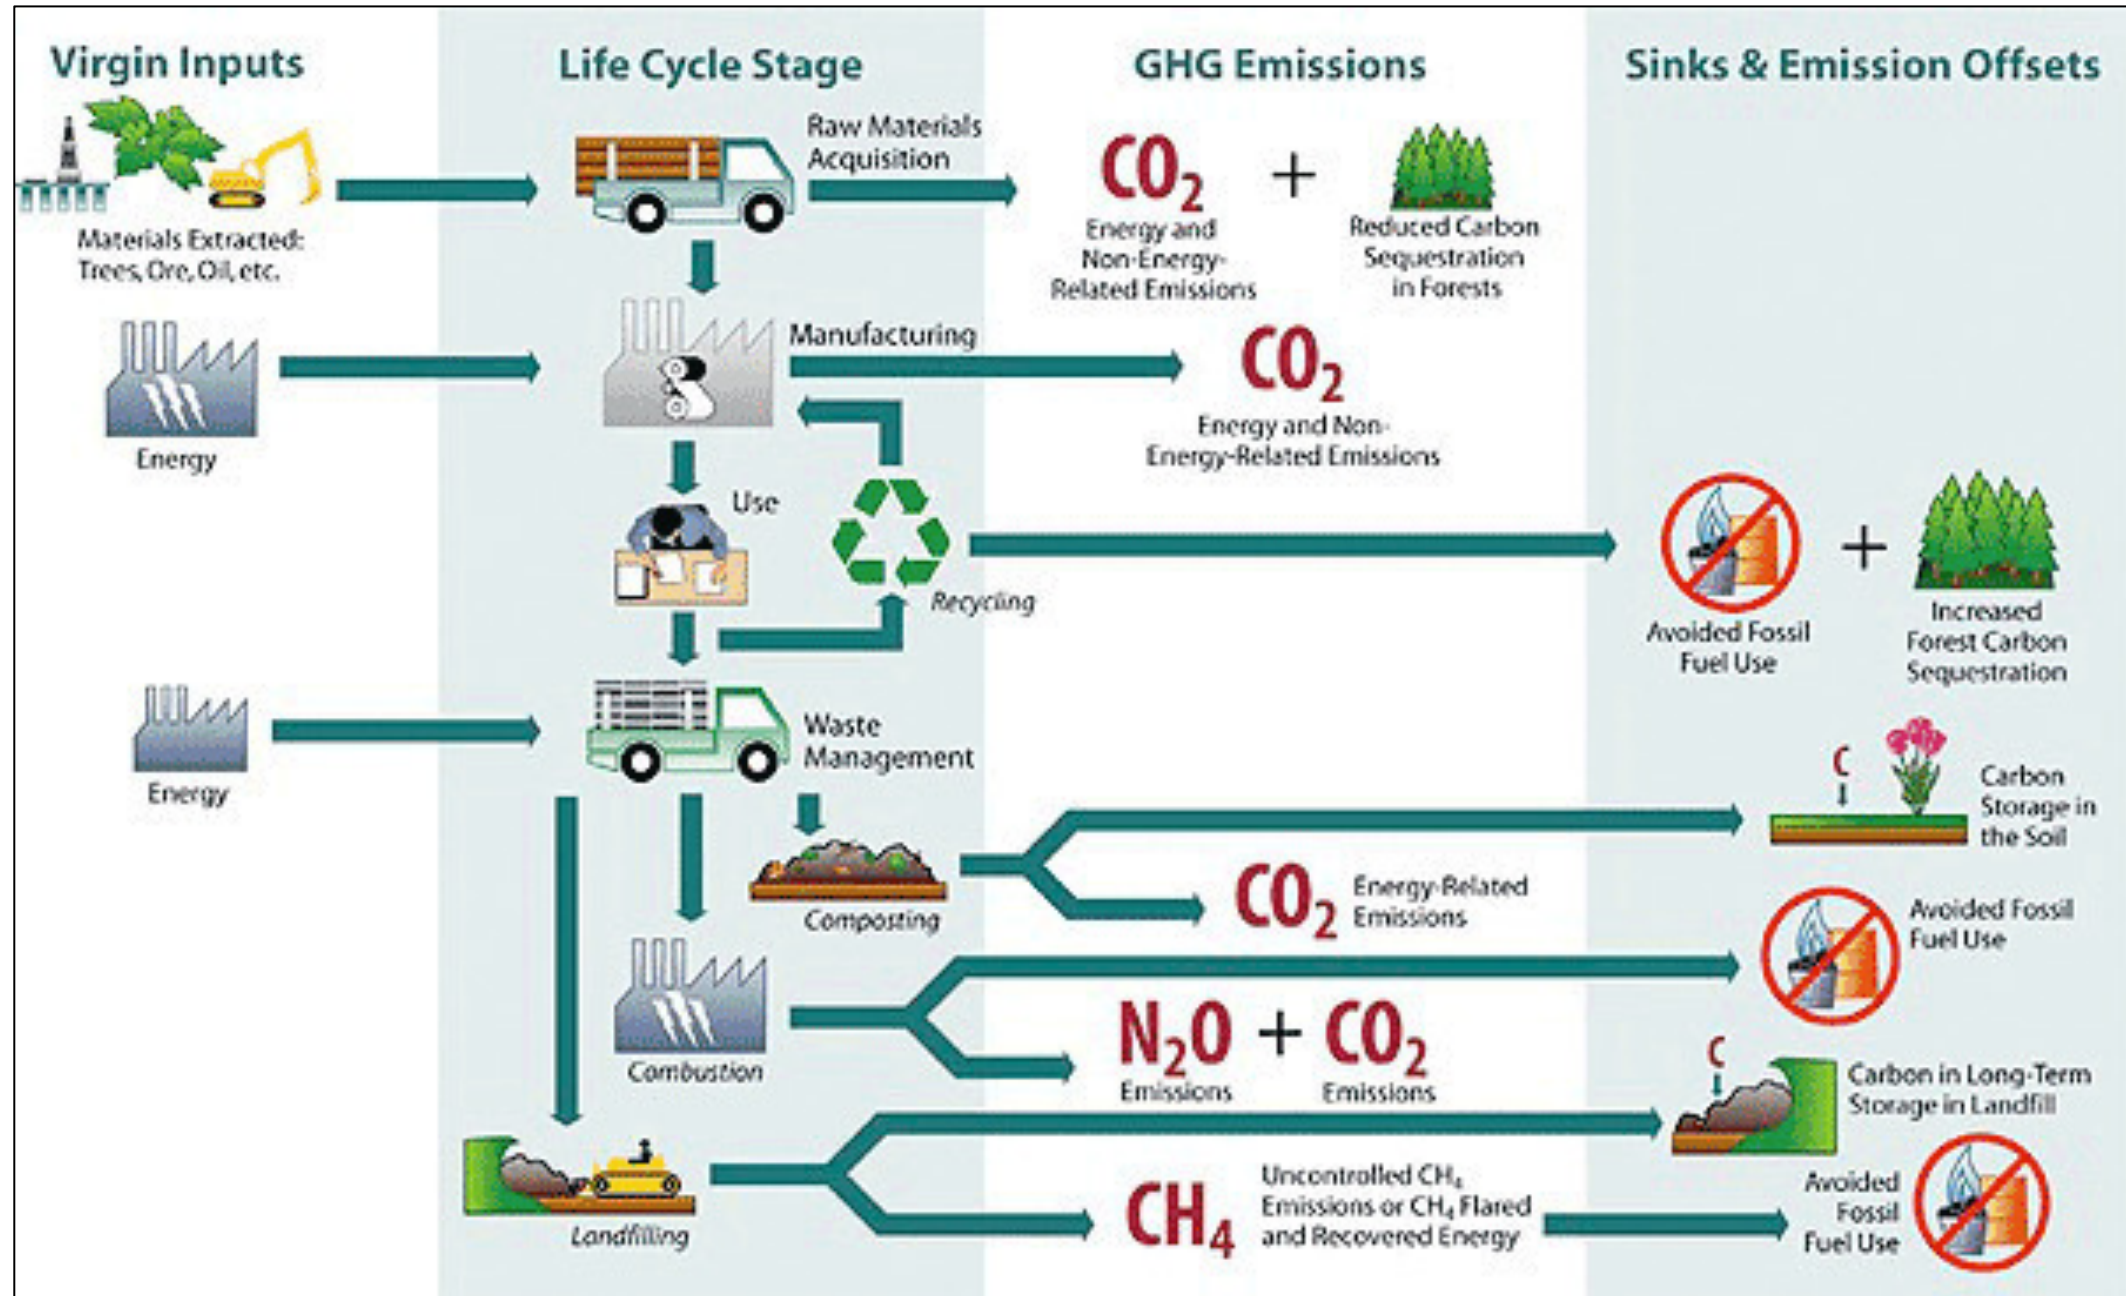 Virgin Inputs
Life Cycle Stage
GHG Emissions
Sinks & Emission Offsets
Materials Extracted:
Trees, Ore, Oil, etc.
Raw Materials
Acquisition
CO₂
Energy and
Non-Energy-
Related Emissions
+
Reduced Carbon
Sequestration
in Forests
Energy
Manufacturing
CO₂
Energy and Non-
Energy-Related Emissions
Use
Recycling
Avoided Fossil
Fuel Use
+
Increased
Forest Carbon
Sequestration
Energy
Waste
Management
Composting
C
Carbon
Storage in
the Soil
CO₂
Energy-Related
Emissions
Combustion
Avoided Fossil
Fuel Use
N₂O + CO₂
Emissions
Emissions
Landfilling
C
Carbon in Long-Term
Storage in Landfill
CH₄
Uncontrolled CH₄
Emissions or CH₄ Flared
and Recovered Energy
Avoided
Fossil
Fuel Use